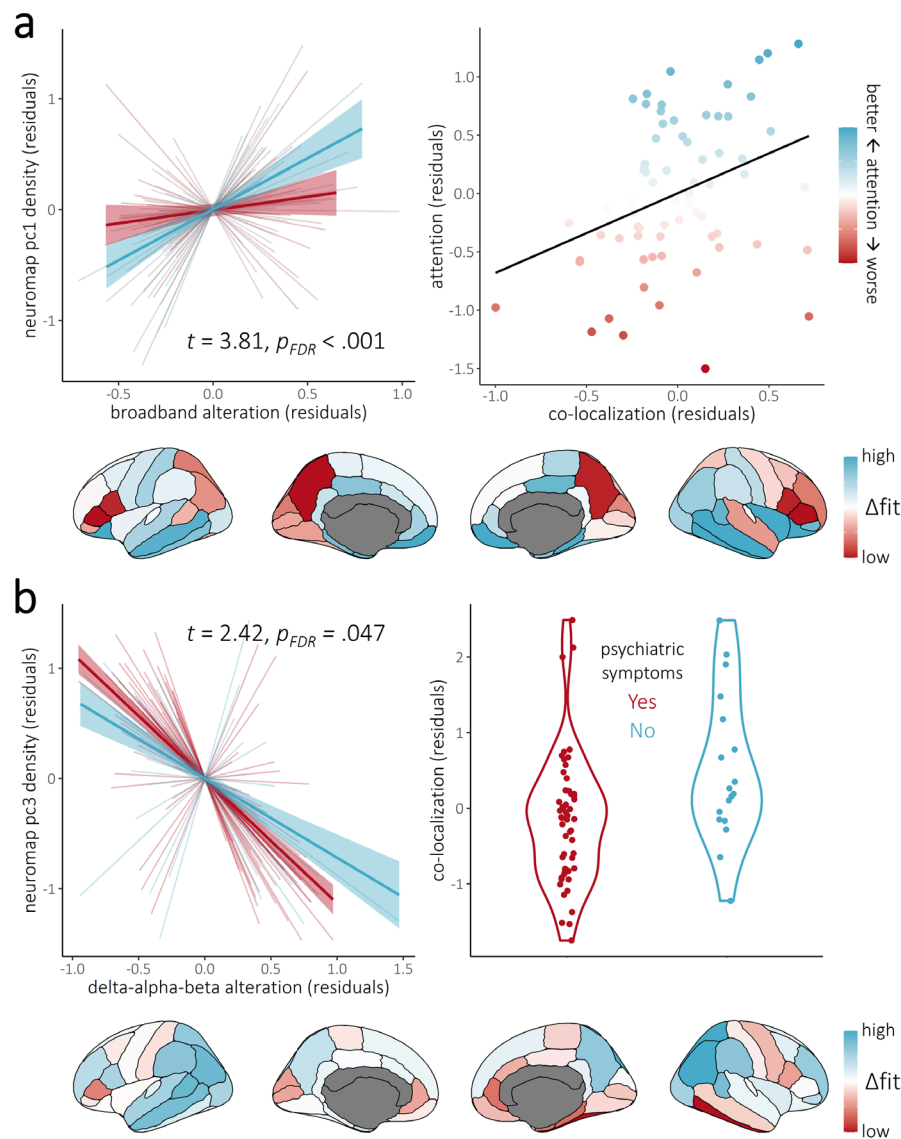 a
neuromap pc1 density (residuals)
1
0
-1
t = 3.81, pFDR < .001
-0.5
0.0
0.5
1.0
broadband alteration (residuals)
attention (residuals)
1.0
0.5
0.0
-0.5
-1.0
-1.5
-1.0
-0.5
0.0
0.5
co-localization (residuals)
better ← attention → worse
high
Δfit
low
b
neuromap pc3 density (residuals)
1
0
-1
t = 2.42, pFDR = .047
-1.0
-0.5
0.0
0.5
1.0
1.5
delta-alpha-beta alteration (residuals)
co-localization (residuals)
2
1
0
-1
psychiatric
symptoms
Yes
No
high
Δfit
low